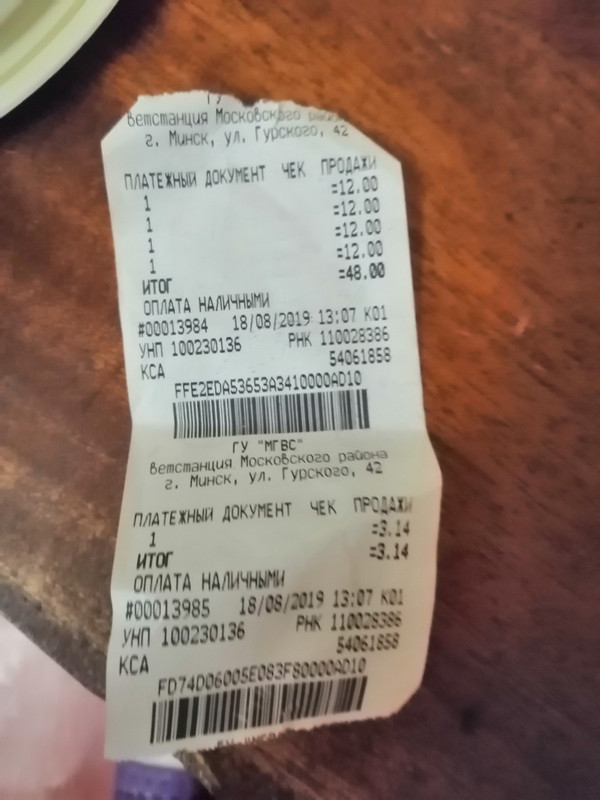 ГУ
Ветстанция Московского района
г. Минск, ул. Гурского, 42
ПЛАТЕЖНЫЙ ДОКУМЕНТ ЧЕК ПРОДАЖИ
1 =12.00
1 =12.00
1 =12.00
1 =12.00
ИТОГ =48.00
ОПЛАТА НАЛИЧНЫМИ
#00013984 18/08/2019 13:07 К01
УНП 100230136 РНК 110028386
КСА 54061858
FFE2EDA53653A3410000AD10
ГУ "МГВС"
Ветстанция Московского района
г. Минск, ул. Гурского, 42
ПЛАТЕЖНЫЙ ДОКУМЕНТ ЧЕК ПРОДАЖИ
1 =3.14
ИТОГ =3.14
ОПЛАТА НАЛИЧНЫМИ
#00013985 18/08/2019 13:07 К01
УНП 100230136 РНК 110028386
КСА 54061858
FD74D06005E083F80000AD10